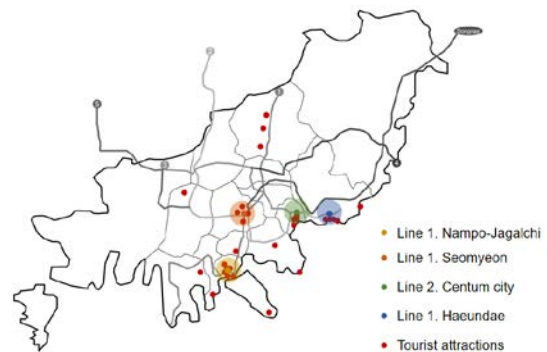 Line 1. Nampo-Jagalchi
Line 1. Seomyeon
Line 2. Centum city
Line 1. Haeundae
Tourist attractions